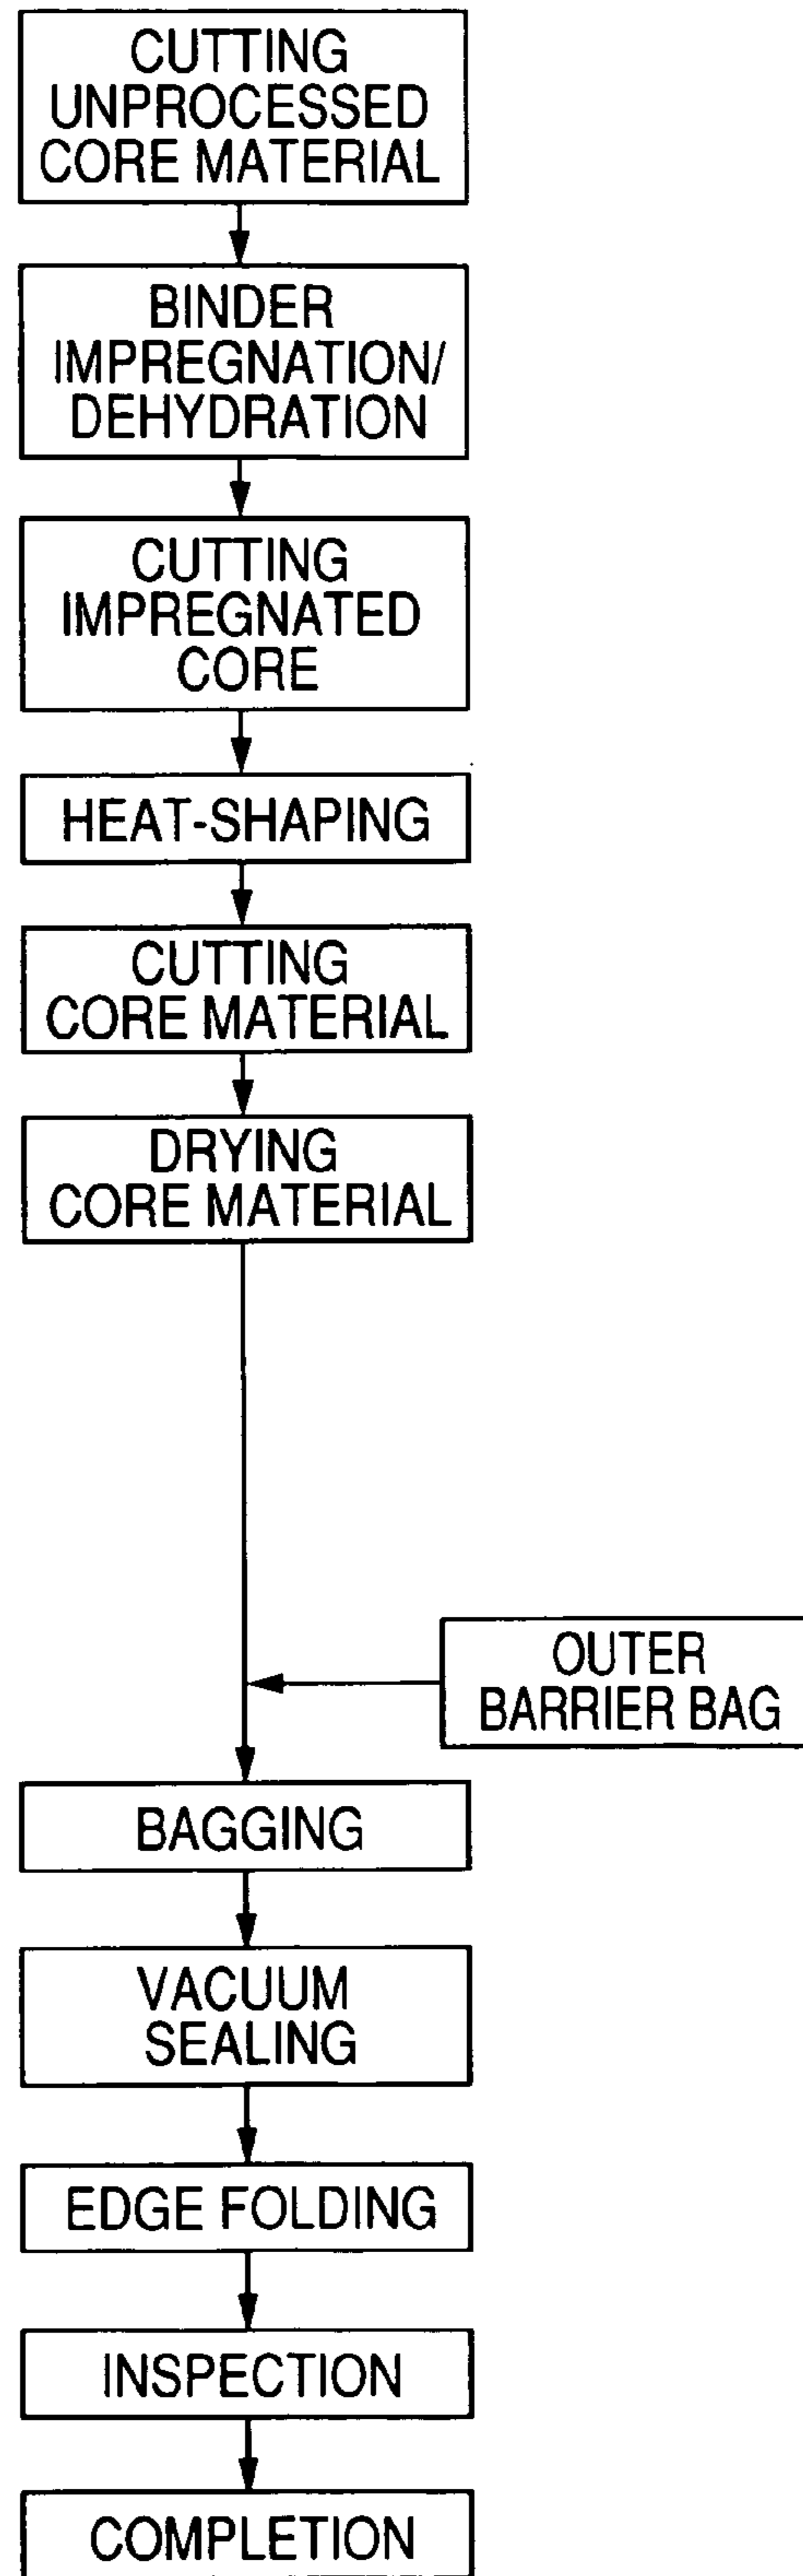 CUTTING
UNPROCESSED
CORE MATERIAL
BINDER
IMPREGNATION/
DEHYDRATION
CUTTING
IMPREGNATED
CORE
HEAT-SHAPING
CUTTING
CORE MATERIAL
DRYING
CORE MATERIAL
OUTER
BARRIER BAG
BAGGING
VACUUM
SEALING
EDGE FOLDING
INSPECTION
COMPLETION